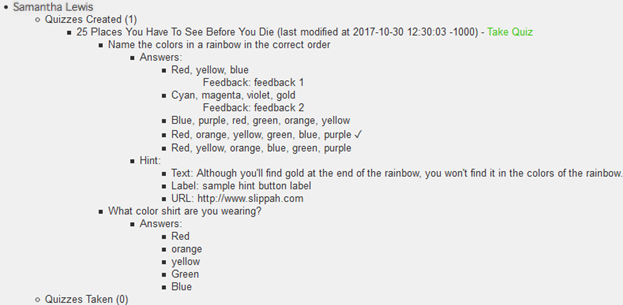 Samantha Lewis
Quizzes Created (1)
25 Places You Have To See Before You Die (last modified at 2017-10-30 12:30:03 -1000) - Take Quiz
Name the colors in a rainbow in the correct order
Answers:
Red, yellow, blue
Feedback: feedback 1
Cyan, magenta, violet, gold
Feedback: feedback 2
Blue, purple, red, green, orange, yellow
Red, orange, yellow, green, blue, purple ✓
Red, yellow, orange, blue, green, purple
Hint:
Text: Although you'll find gold at the end of the rainbow, you won't find it in the colors of the rainbow.
Label: sample hint button label
URL: http://www.slippah.com
What color shirt are you wearing?
Answers:
Red
orange
yellow
Green
Blue
Quizzes Taken (0)